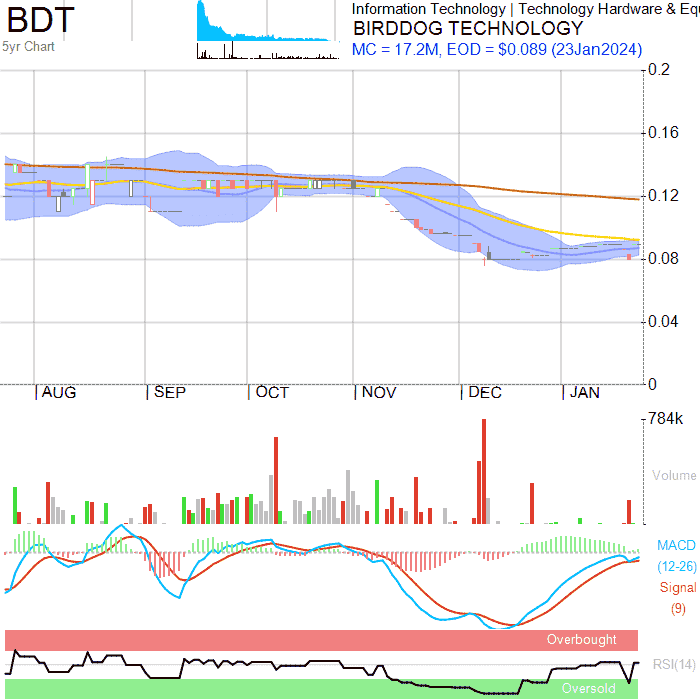 BDT
5yr Chart
Information Technology | Technology Hardware & Equ
BIRDDOG TECHNOLOGY
MC = 17.2M, EOD = $0.089 (23Jan2024)
0.2
0.16
0.12
0.08
0.04
0
AUG SEP OCT NOV DEC JAN
784k
Volume
MACD
(12-26)
Signal
(9)
Overbought
RSI(14)
Oversold